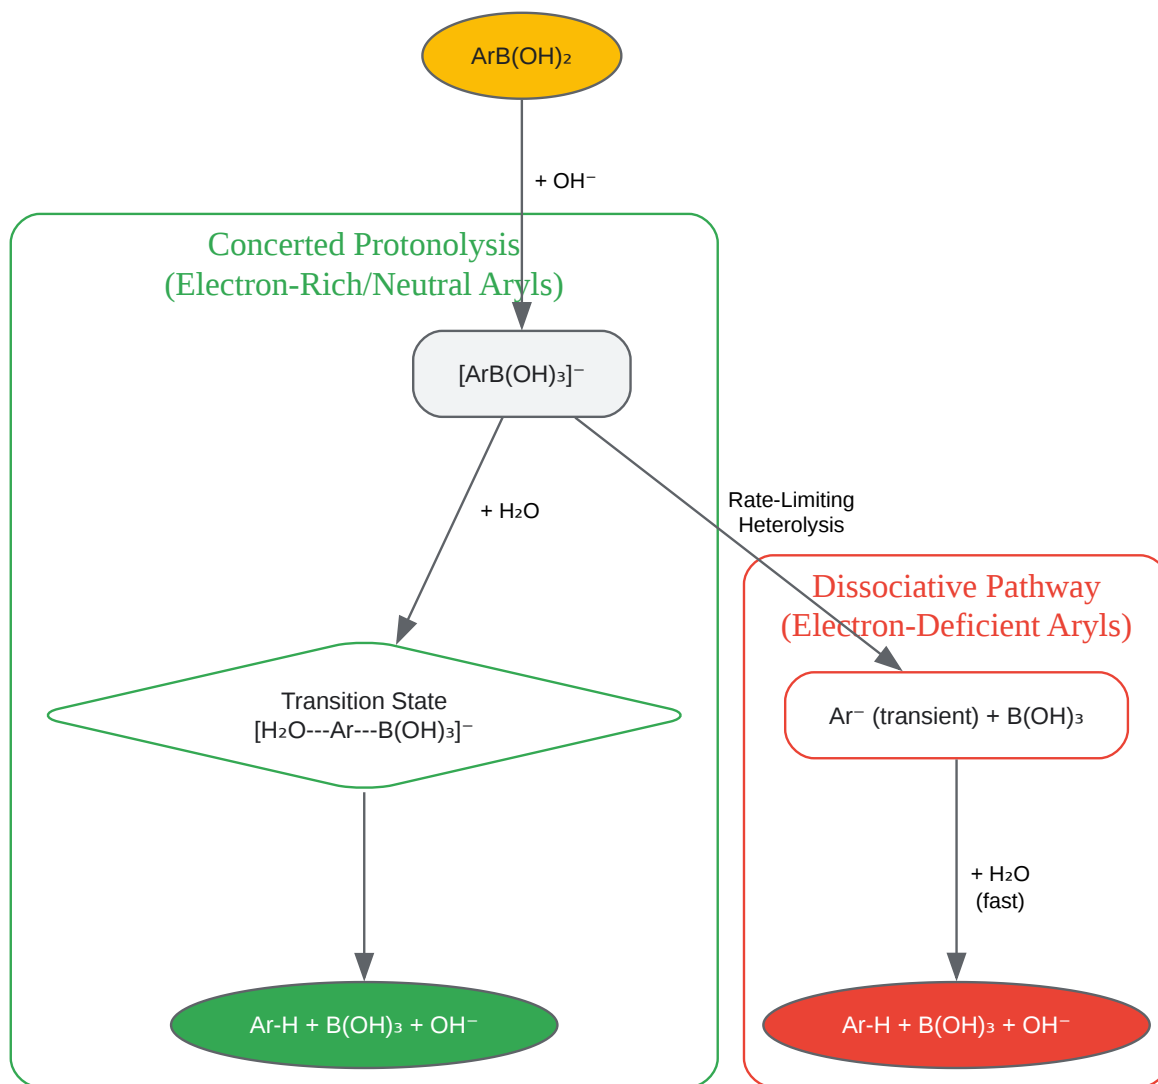 ArB(OH)₂
+ OH⁻
Concerted Protonolysis
(Electron-Rich/Neutral Aryls)
[ArB(OH)₃]⁻
+ H₂O
Rate-Limiting
Heterolysis
Dissociative Pathway
(Electron-Deficient Aryls)
Transition State
[H₂O---Ar---B(OH)₃]⁻
Ar⁻ (transient) + B(OH)₃
+ H₂O
(fast)
Ar-H + B(OH)₃ + OH⁻
Ar-H + B(OH)₃ + OH⁻